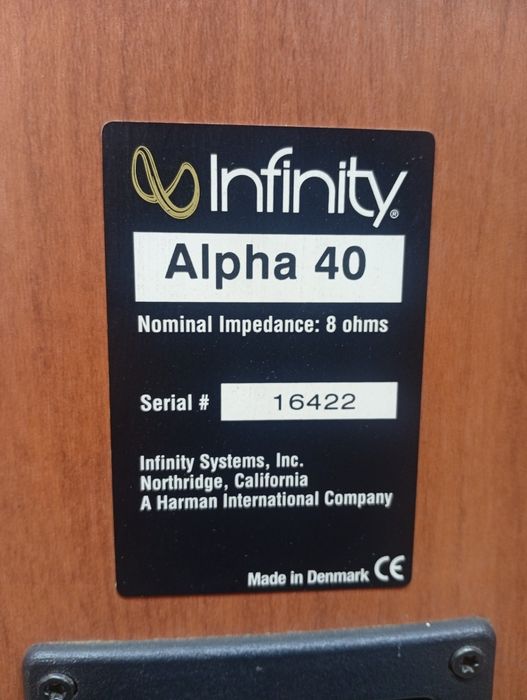 Infinity®
Alpha 40
Nominal Impedance: 8 ohms
Serial # 16422
Infinity Systems, Inc.
Northridge, California
A Harman International Company
Made in Denmark CE